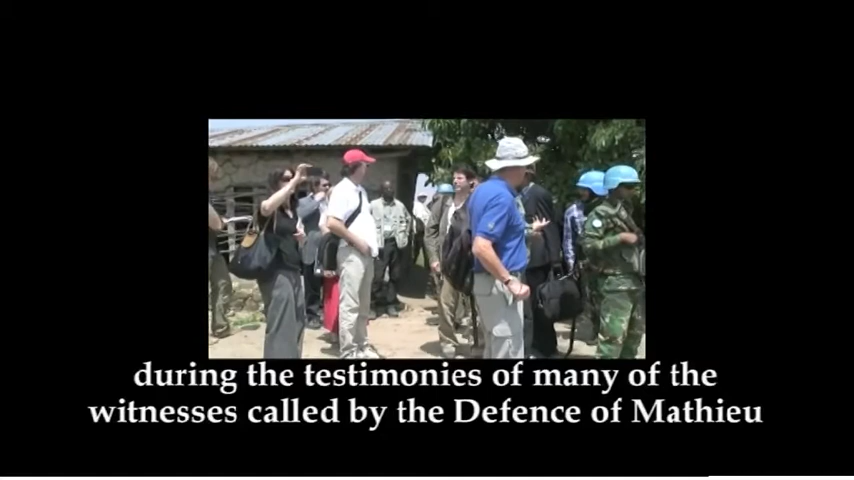 during the testimonies of many of the
witnesses called by the Defence of Mathieu